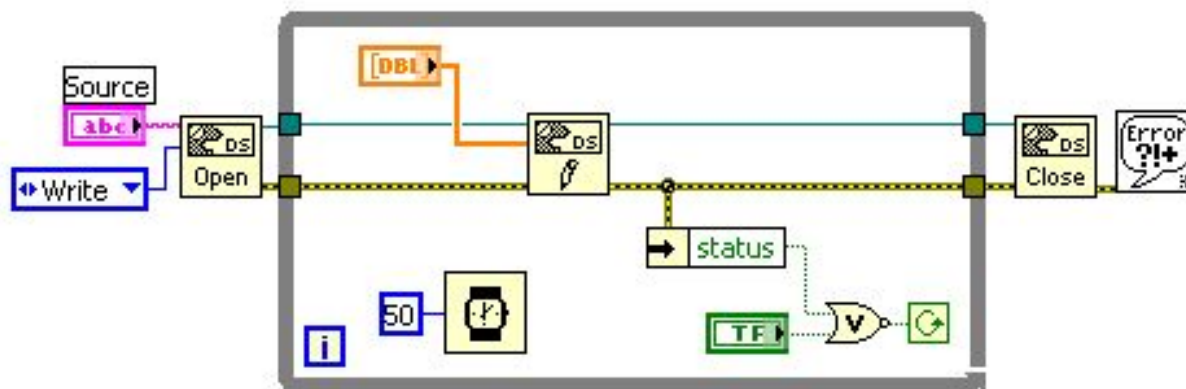 Source
abc
DS
Open
Write
[DBL]
DS
status
50
i
TF
V
DS
Close
Error
?!+